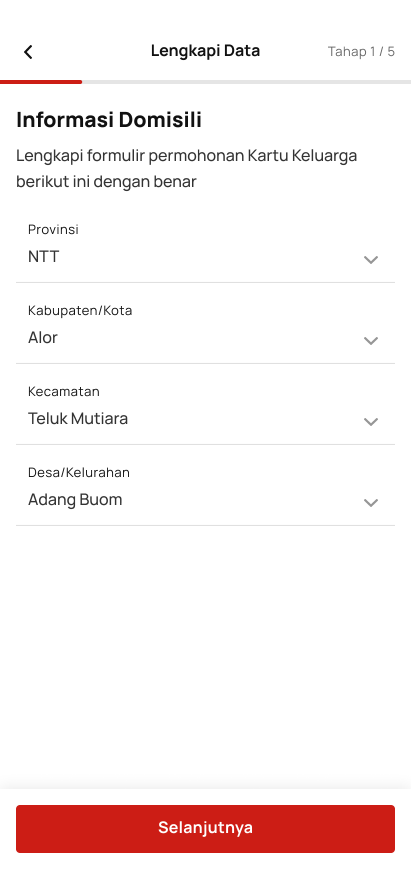 Lengkapi Data
Tahap 1 / 5
Informasi Domisili
Lengkapi formulir permohonan Kartu Keluarga
berikut ini dengan benar
Provinsi
NTT
Kabupaten/Kota
Alor
Kecamatan
Teluk Mutiara
Desa/Kelurahan
Adang Buom
Selanjutnya